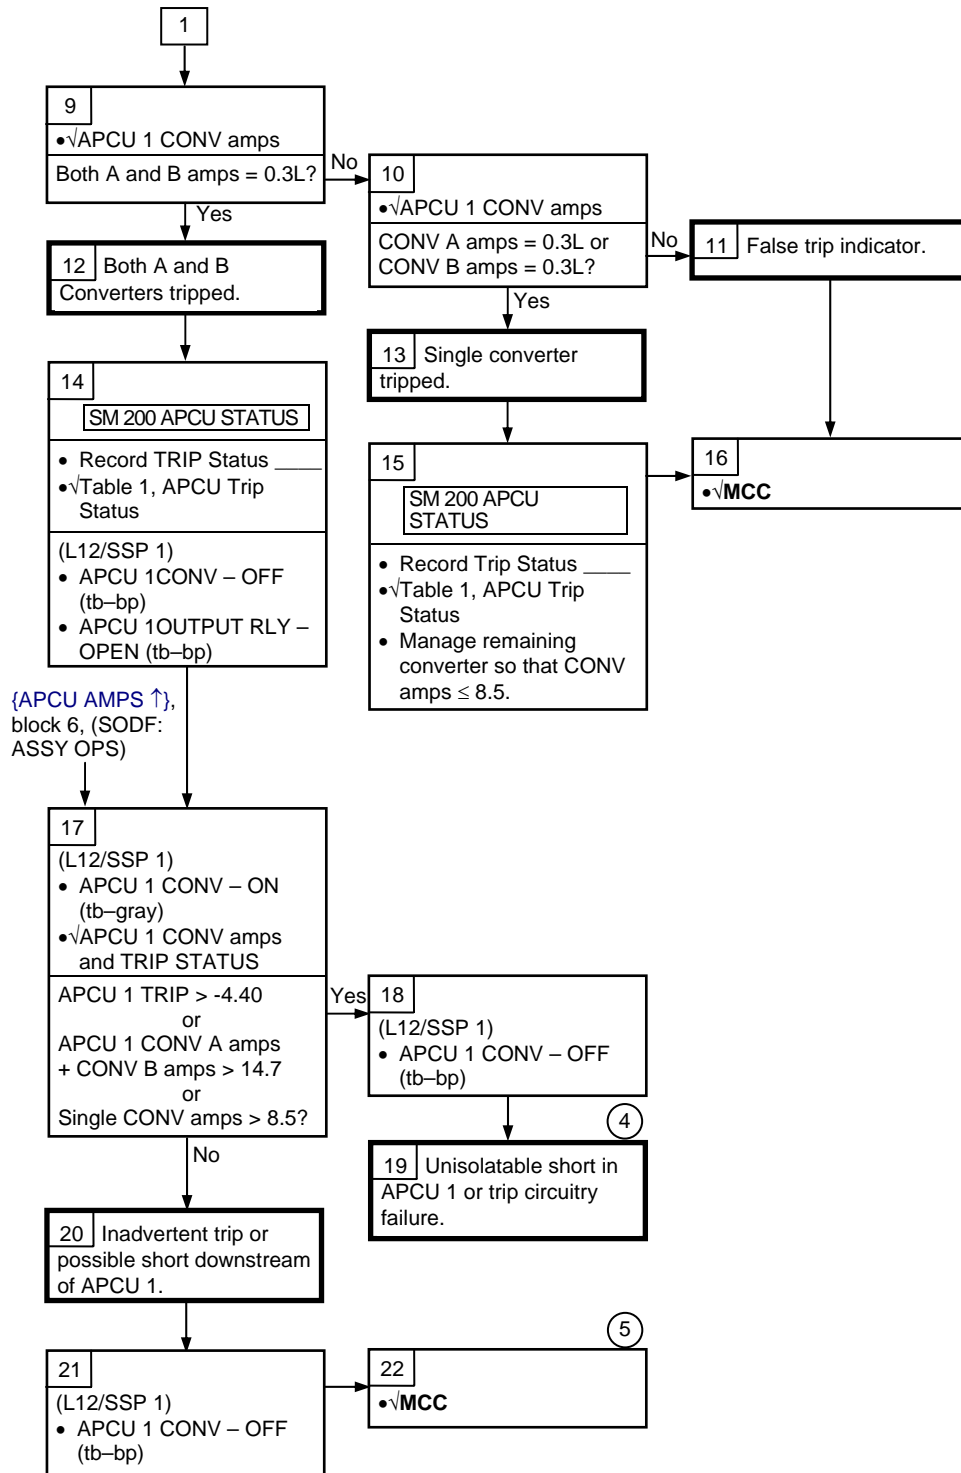 1
9
•√APCU 1 CONV amps
Both A and B amps = 0.3L?
No
Yes
10
•√APCU 1 CONV amps
CONV A amps = 0.3L or
CONV B amps = 0.3L?
No
Yes
11 False trip indicator.
12 Both A and B
Converters tripped.
13 Single converter
tripped.
14
SM 200 APCU STATUS
• Record TRIP Status ____
•√Table 1, APCU Trip
Status
(L12/SSP 1)
• APCU 1CONV – OFF
(tb–bp)
• APCU 1OUTPUT RLY –
OPEN (tb–bp)
15
SM 200 APCU
STATUS
• Record Trip Status ____
•√Table 1, APCU Trip
Status
• Manage remaining
converter so that CONV
amps ≤ 8.5.
16
•√MCC
{APCU AMPS ↑},
block 6, (SODF:
ASSY OPS)
17
(L12/SSP 1)
• APCU 1 CONV – ON
(tb–gray)
•√APCU 1 CONV amps
and TRIP STATUS
APCU 1 TRIP > -4.40
or
APCU 1 CONV A amps
+ CONV B amps > 14.7
or
Single CONV amps > 8.5?
Yes
No
18
(L12/SSP 1)
• APCU 1 CONV – OFF
(tb–bp)
4
19 Unisolatable short in
APCU 1 or trip circuitry
failure.
20 Inadvertent trip or
possible short downstream
of APCU 1.
5
21
(L12/SSP 1)
• APCU 1 CONV – OFF
(tb–bp)
22
•√MCC